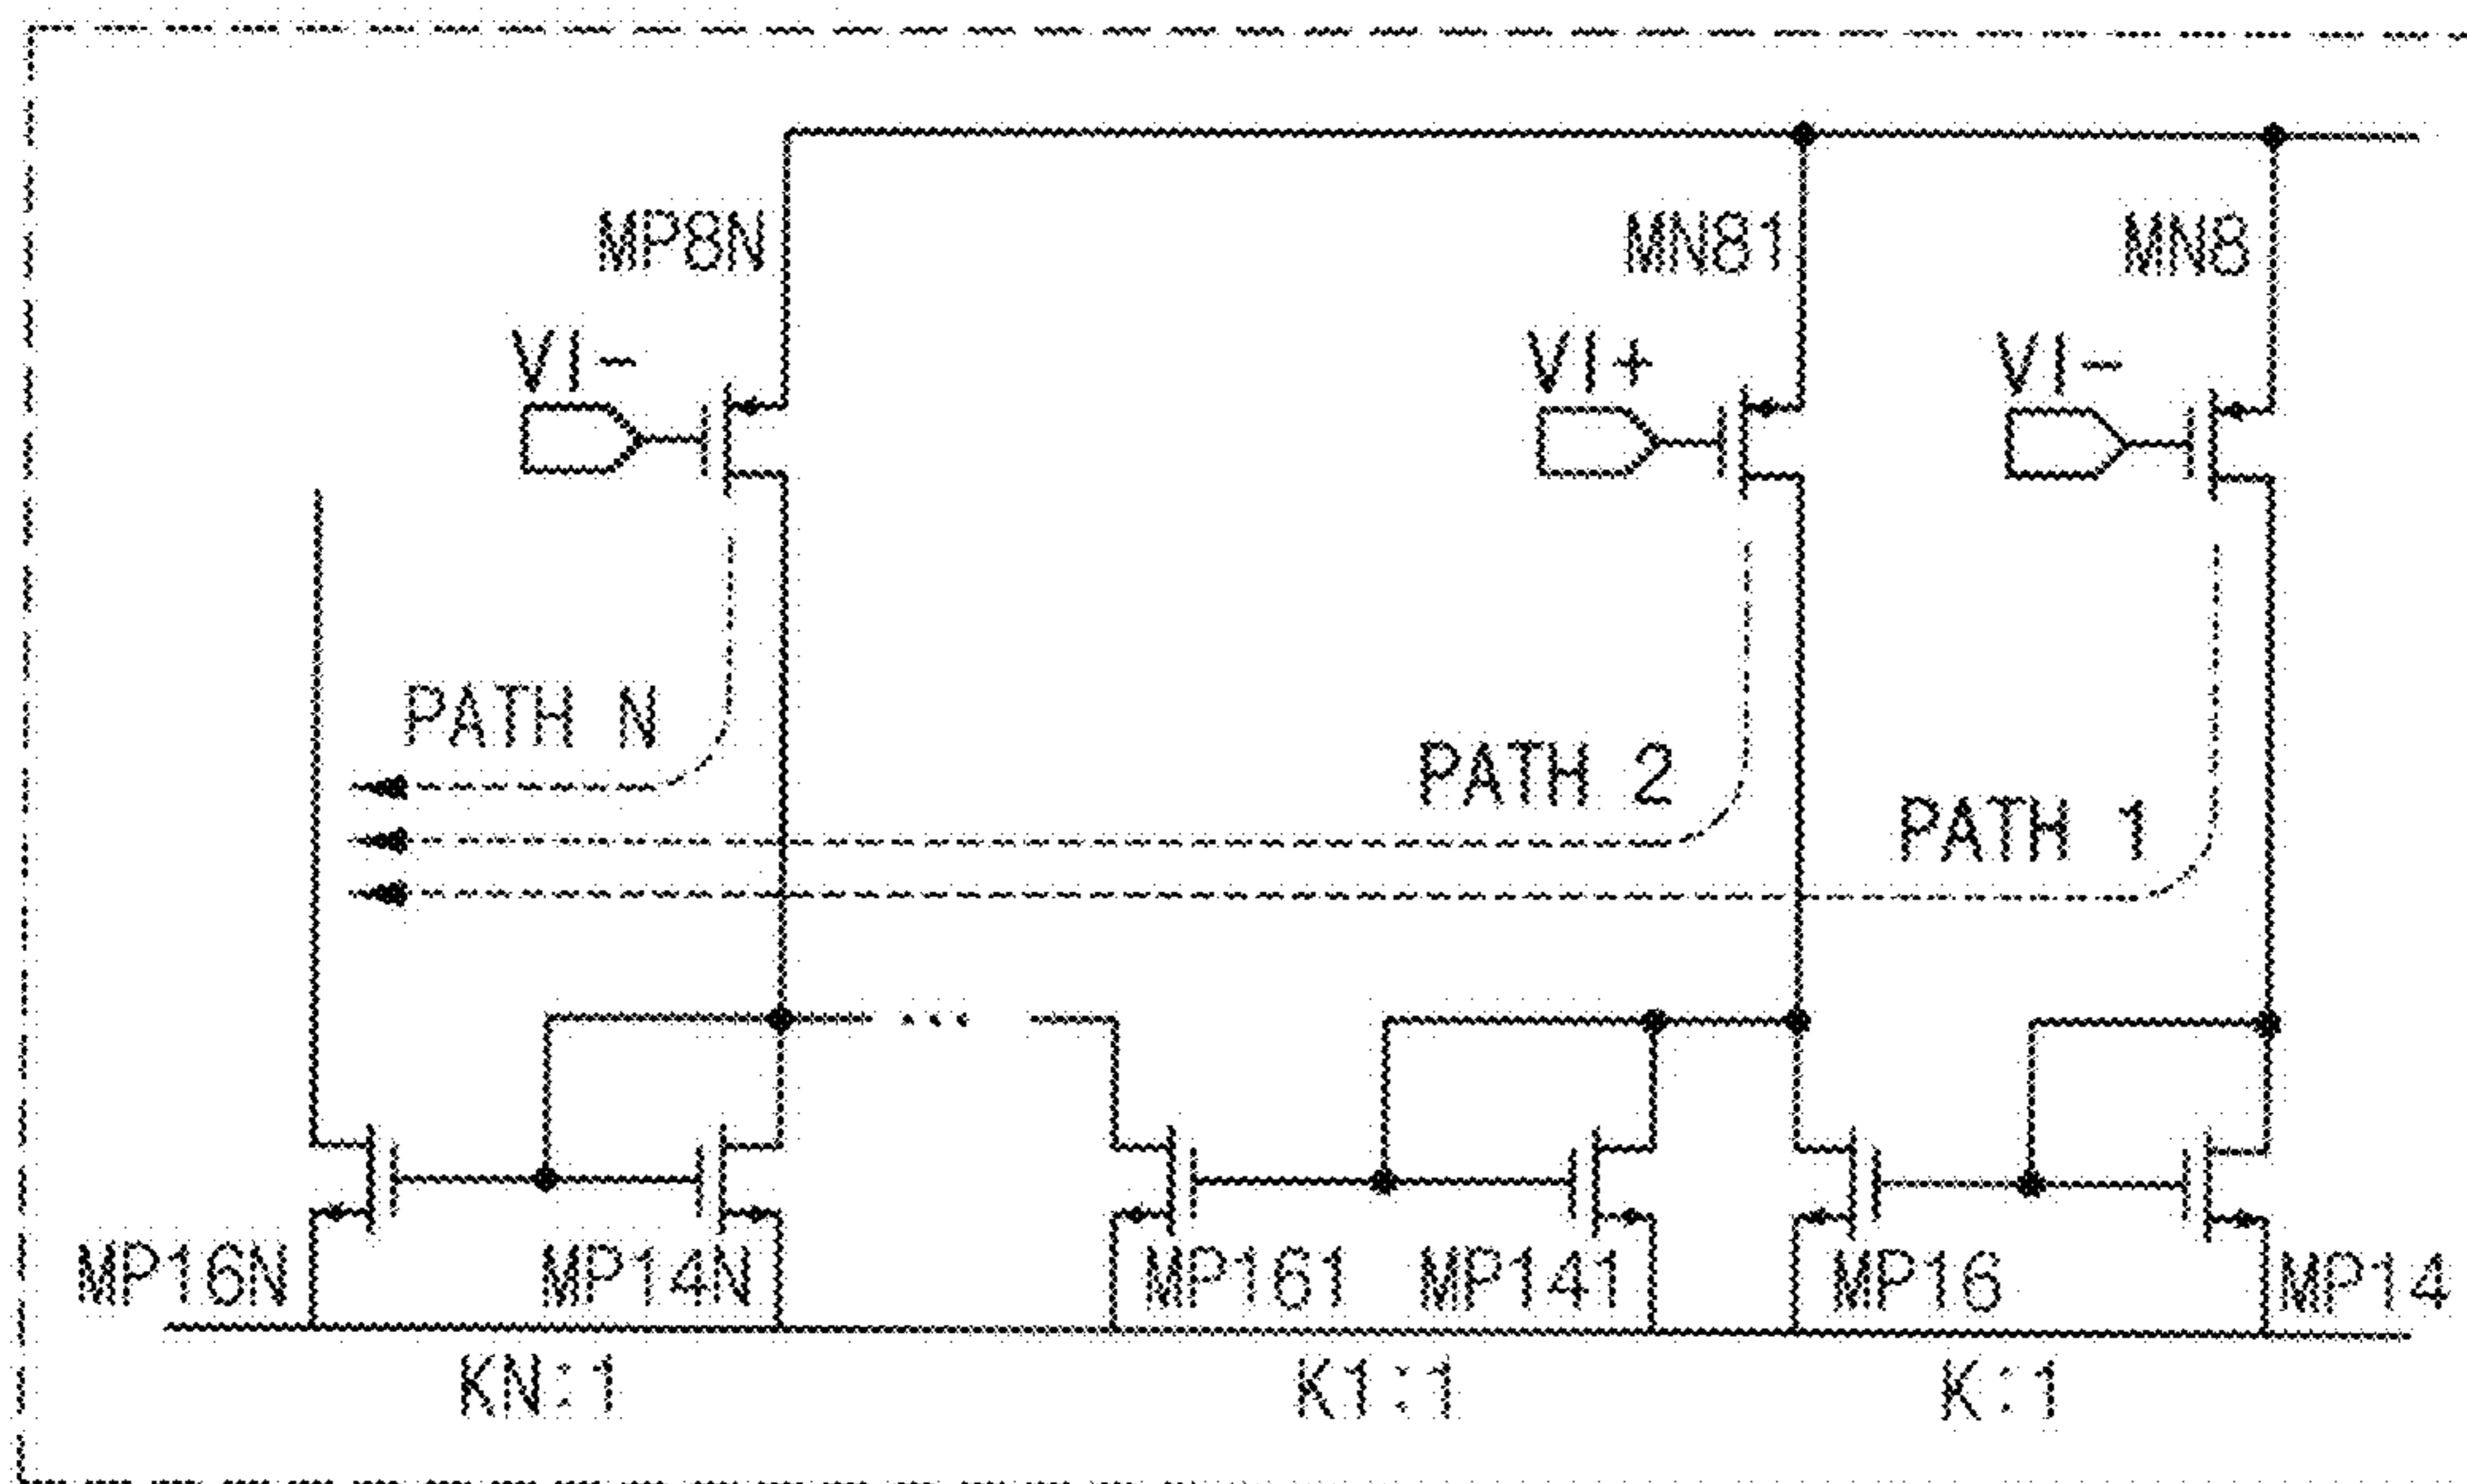 MP8N MN81 MN8
VI- VI+ VI-
PATH N
PATH 2
PATH 1
MP16N MP14N MP161 MP141 MP16 MP14
KN:1 K1:1 K:1